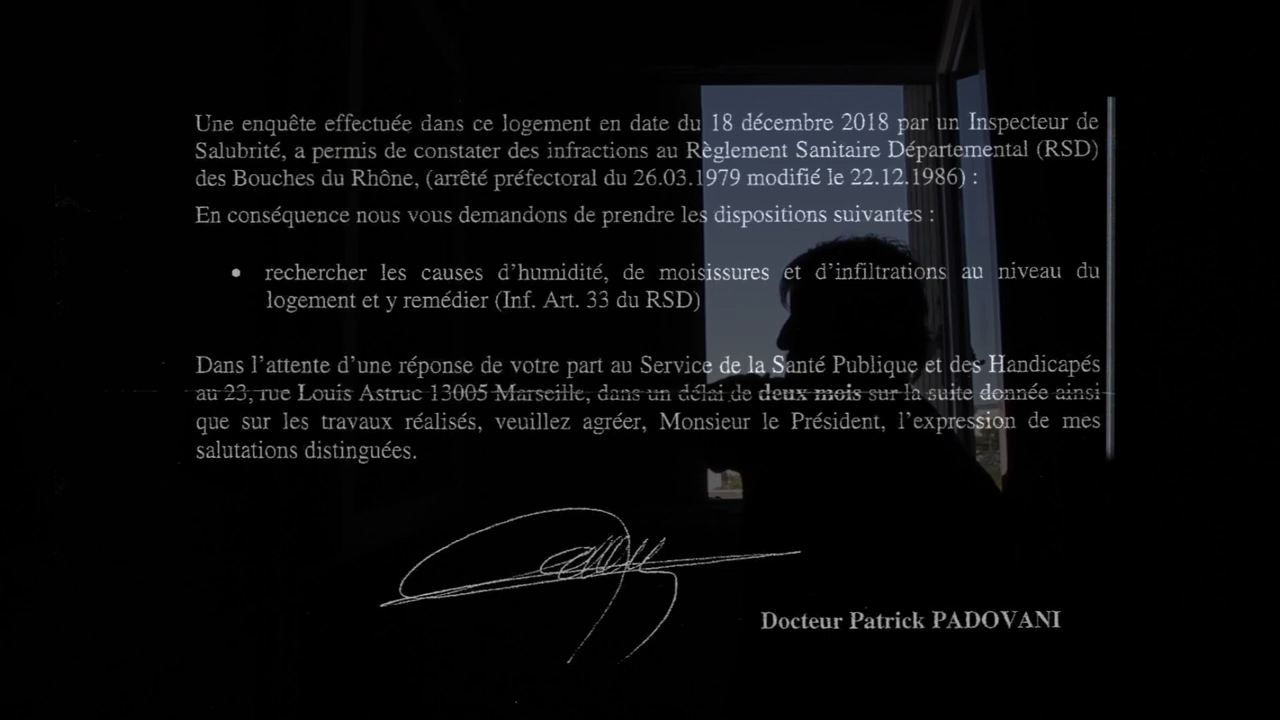 Une enquête effectuée dans ce logement en date du 18 décembre 2018 par un Inspecteur de
Salubrité, a permis de constater des infractions au Règlement Sanitaire Départemental (RSD)
des Bouches du Rhône, (arrêté préfectoral du 26.03.1979 modifié le 22.12.1986) :
En conséquence nous vous demandons de prendre les dispositions suivantes :
• rechercher les causes d'humidité, de moisissures et d'infiltrations au niveau du
logement et y remédier (Inf. Art. 33 du RSD)
Dans l'attente d'une réponse de votre part au Service de la Santé Publique et des Handicapés
au 23, rue Louis Astruc 13005 Marseille, dans un délai de deux mois sur la suite donnée ainsi
que sur les travaux réalisés, veuillez agréer, Monsieur le Président, l'expression de mes
salutations distinguées.
Docteur Patrick PADOVANI